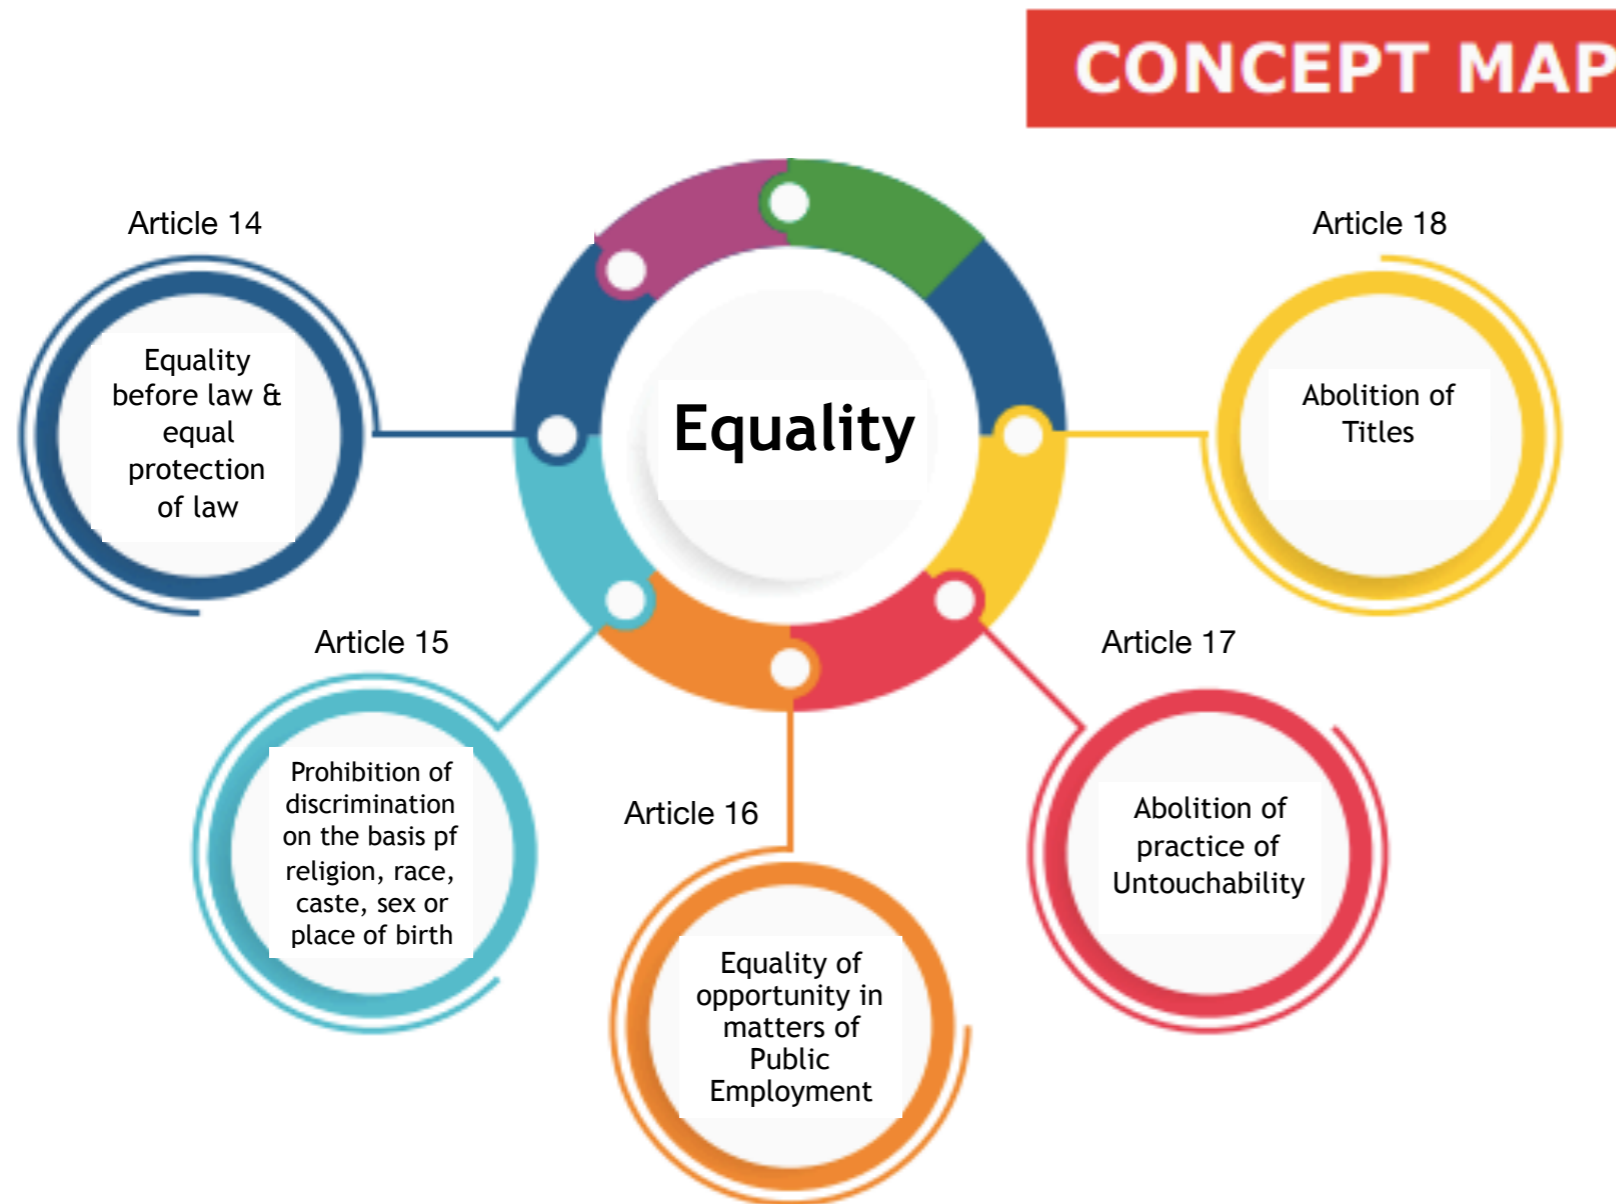 CONCEPT MAP
Article 14
Equality
before law &
equal
protection
of law
Article 18
Abolition of
Titles
Equality
Article 15
Prohibition of
discrimination
on the basis pf
religion, race,
caste, sex or
place of birth
Article 16
Equality of
opportunity in
matters of
Public
Employment
Article 17
Abolition of
practice of
Untouchability